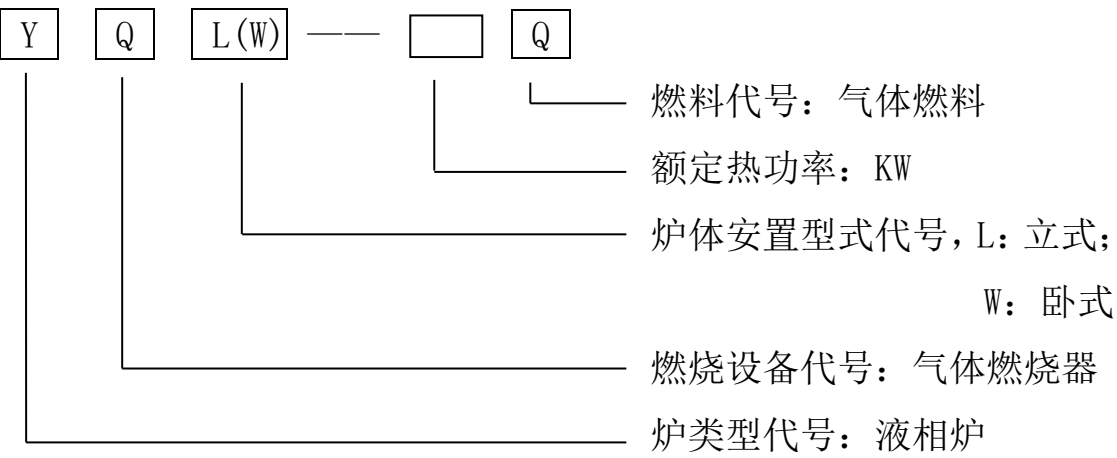 Y Q L(W) —— Q
燃料代号：气体燃料
额定热功率：KW
炉体安置型式代号，L：立式；
W：卧式
燃烧设备代号：气体燃烧器
炉类型代号：液相炉